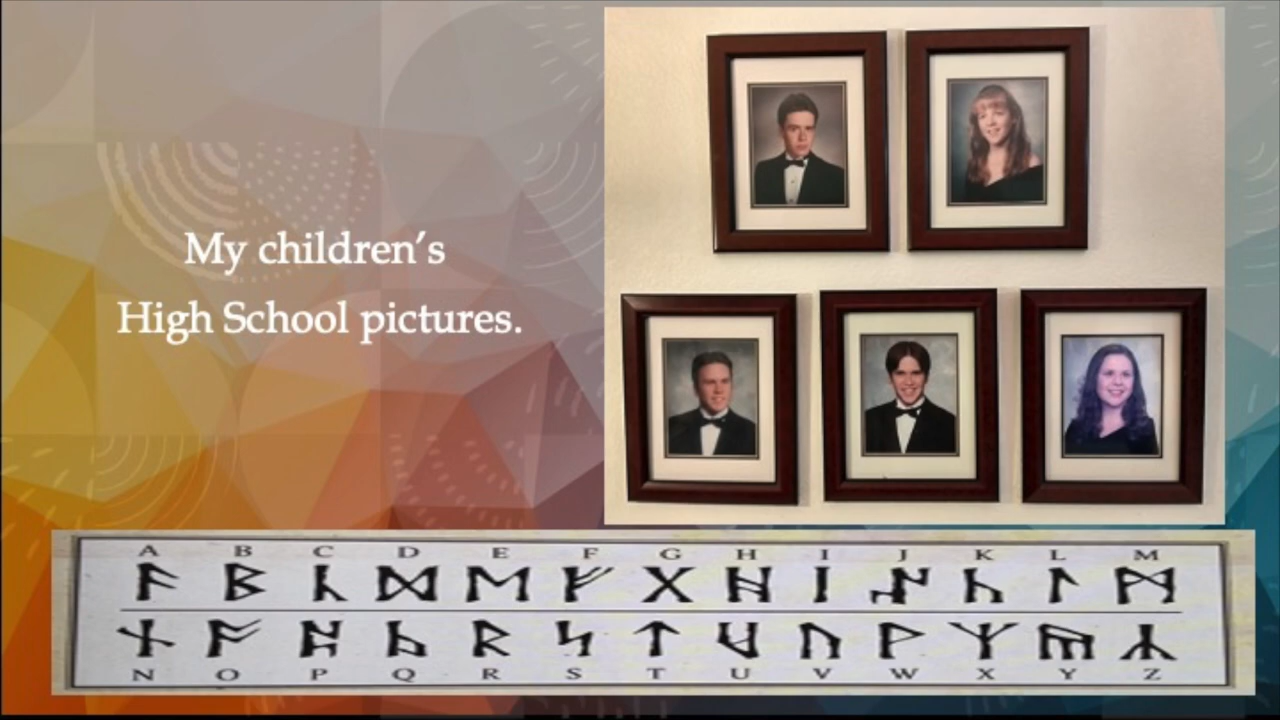 My children's
High School pictures.
A B C D E F G H I J K L M
N O P Q R S T U V W X Y Z